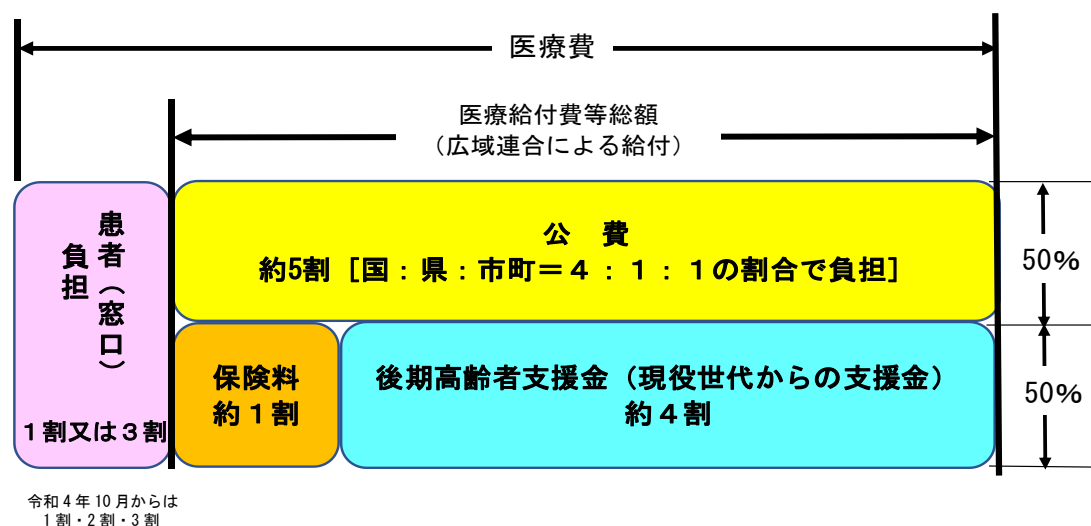 医療費
医療給付費等総額
（広域連合による給付）
患者（窓口）
負担
１割又は３割
令和４年10月からは
１割・２割・３割
公　費
約5割［国：県：市町＝４：１：１の割合で負担］
50%
保険料
約１割
後期高齢者支援金（現役世代からの支援金）
約４割
50%